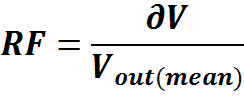 RF = ∂V / V_out(mean)